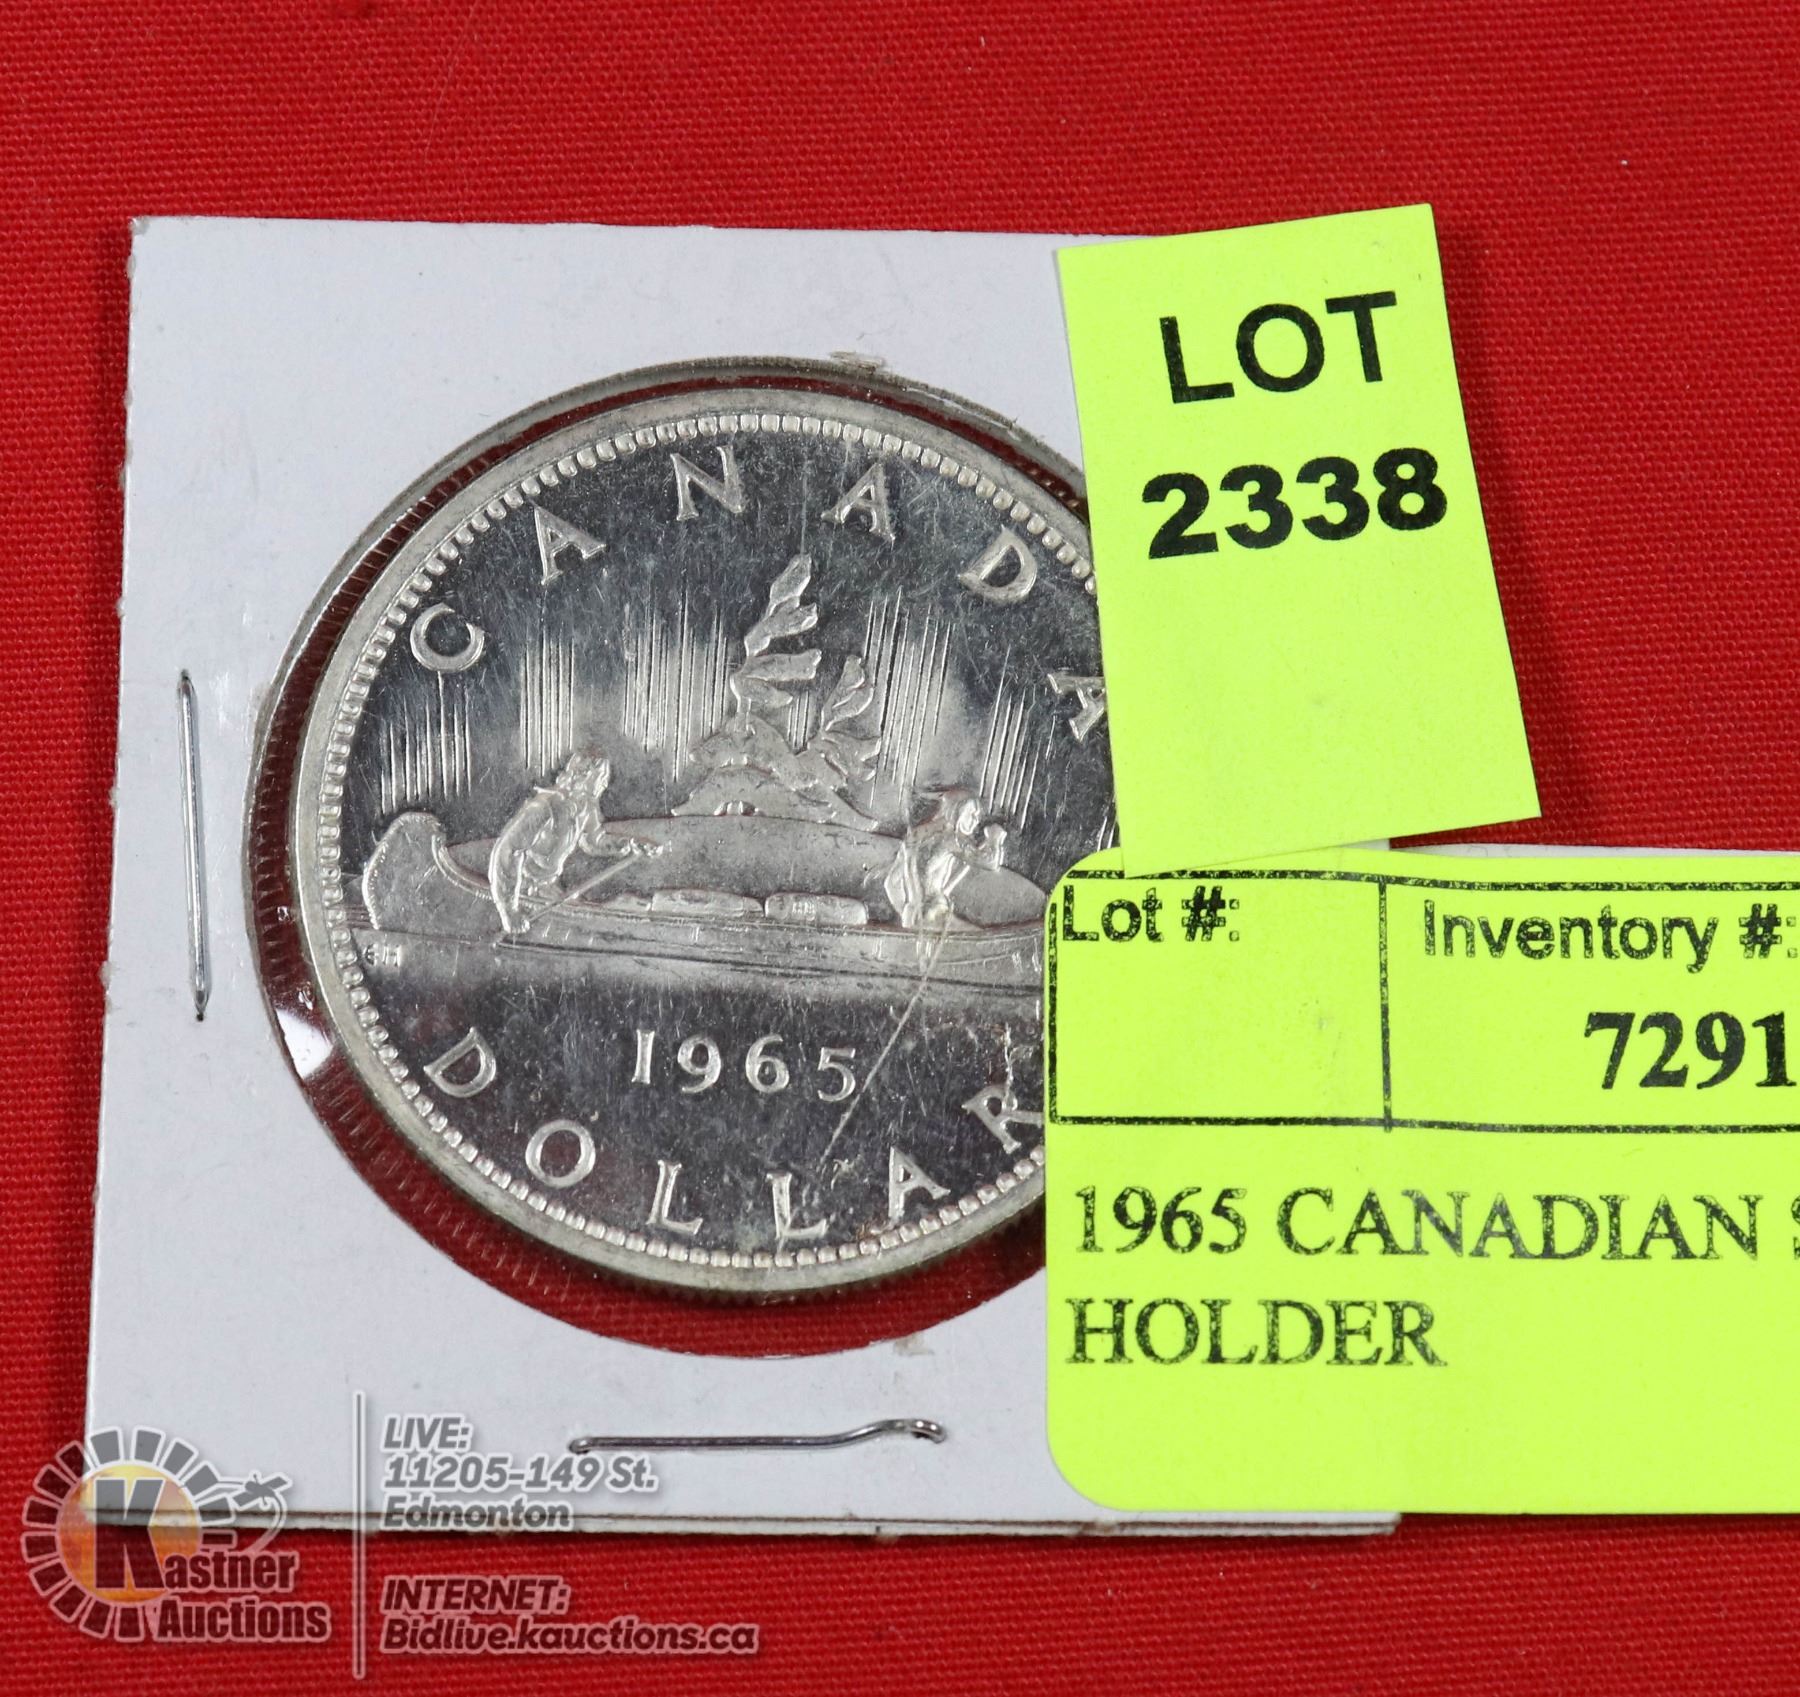 LOT
2338
CANADA
EH
1965
DOLLAR
Lot #:
Inventory #:
7291
1965 CANADIAN
HOLDER
Kastner
Auctions
LIVE:
11205-149 St.
Edmonton
INTERNET:
Bidlive.kauctions.ca